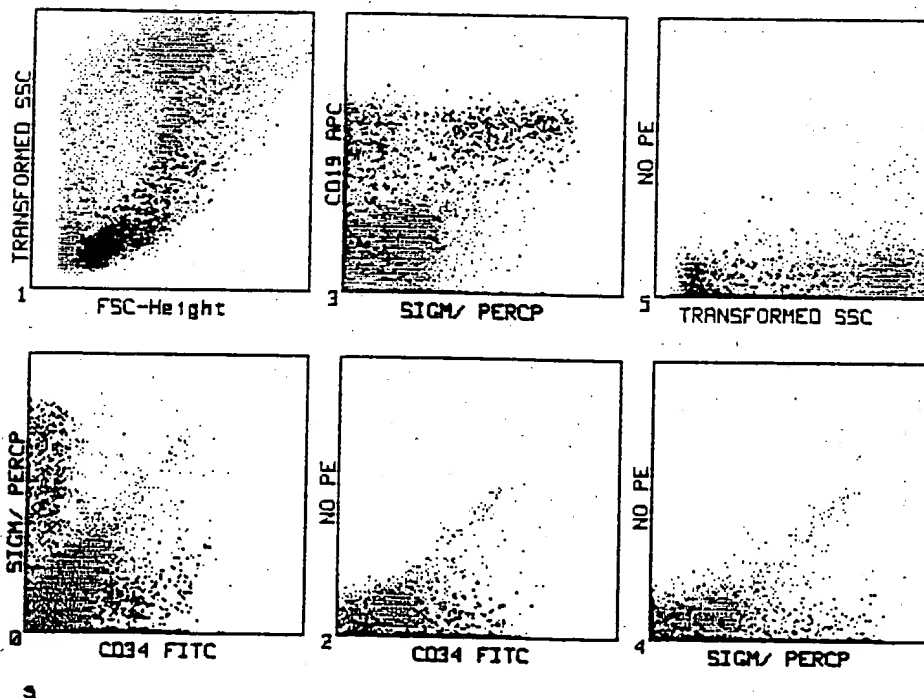 TRANSFORMED SSC
1
FSC-Height
CD19 APC
3
SIGM/ PERCP
NO PE
5
TRANSFORMED SSC
SIGM/ PERCP
0
CD34 FITC
NO PE
2
CD34 FITC
NO PE
4
SIGM/ PERCP
a